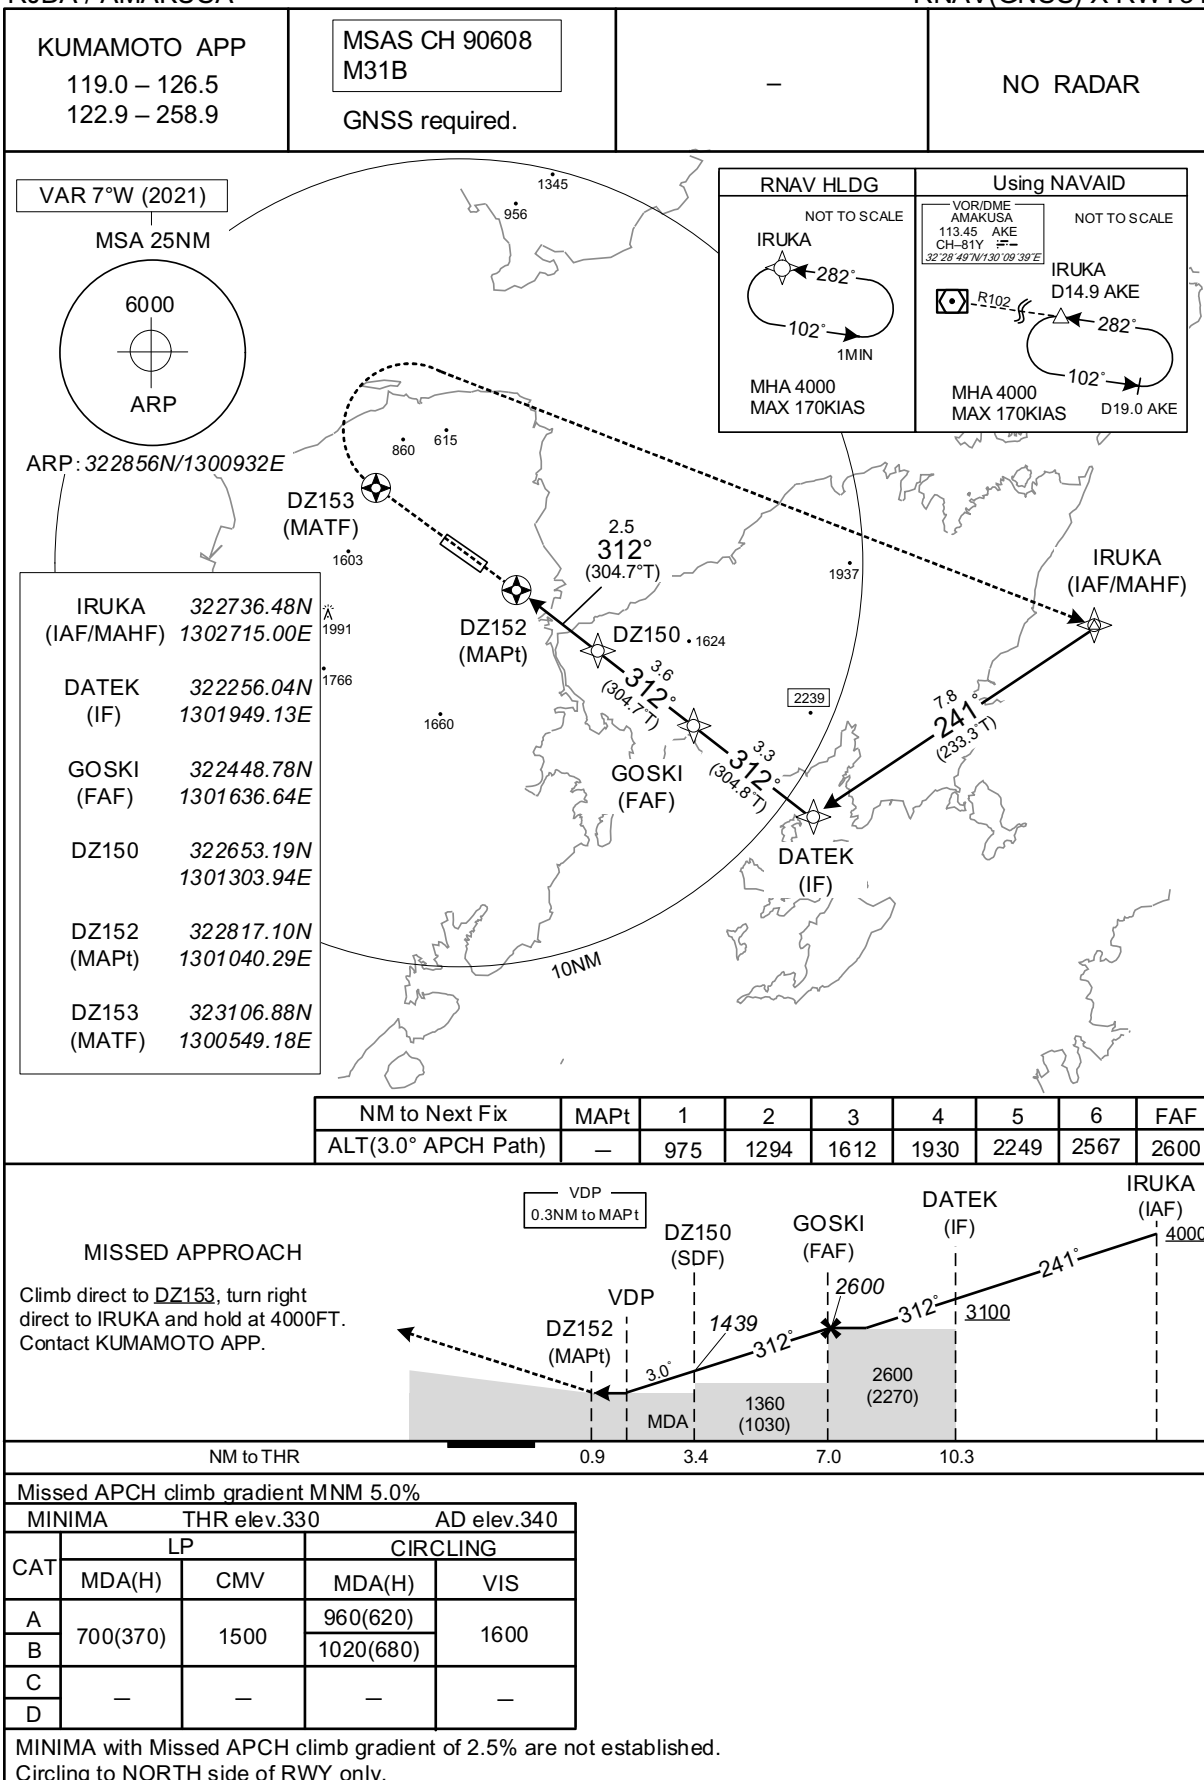 KUMAMOTO APP
119.0 – 126.5
122.9 – 258.9
MSAS CH 90608
M31B
GNSS required.
–
NO RADAR
VAR 7°W (2021)
MSA 25NM
6000
ARP
ARP: 322856N/1300932E
1345
956
RNAV HLDG
NOT TO SCALE
IRUKA
282°
102°
1MIN
MHA 4000
MAX 170KIAS
Using NAVAID
VOR/DME
AMAKUSA
113.45 AKE
CH–81Y
32°28'49"N/130°09'39"E
NOT TO SCALE
IRUKA
D14.9 AKE
R102
282°
102°
MHA 4000
MAX 170KIAS
D19.0 AKE
860
615
DZ153
(MATF)
1603
2.5
312°
(304.7°T)
1937
IRUKA
(IAF/MAHF)
DZ152
(MAPt)
DZ150
1624
1991
1766
1660
3.6
312°
(304.7°T)
2239
7.8
241°
(233.3°T)
GOSKI
(FAF)
3.3
312°
(304.8°T)
DATEK
(IF)
10NM
IRUKA 322736.48N
(IAF/MAHF) 1302715.00E
DATEK 322256.04N
(IF) 1301949.13E
GOSKI 322448.78N
(FAF) 1301636.64E
DZ150 322653.19N
1301303.94E
DZ152 322817.10N
(MAPt) 1301040.29E
DZ153 323106.88N
(MATF) 1300549.18E
NM to Next Fix MAPt 1 2 3 4 5 6 FAF
ALT(3.0° APCH Path) – 975 1294 1612 1930 2249 2567 2600
VDP
0.3NM to MAPt
MISSED APPROACH
Climb direct to DZ153, turn right
direct to IRUKA and hold at 4000FT.
Contact KUMAMOTO APP.
DZ152
(MAPt)
VDP
DZ150
(SDF)
GOSKI
(FAF)
DATEK
(IF)
IRUKA
(IAF)
4000
241°
3100
312°
2600
312°
1439
3.0°
MDA
1360
(1030)
2600
(2270)
NM to THR 0.9 3.4 7.0 10.3
Missed APCH climb gradient MNM 5.0%
MINIMA THR elev.330 AD elev.340
CAT LP CIRCLING
MDA(H) CMV MDA(H) VIS
A 700(370) 1500 960(620) 1600
B 1020(680)
C – – – –
D
MINIMA with Missed APCH climb gradient of 2.5% are not established.
Circling to NORTH side of RWY only.